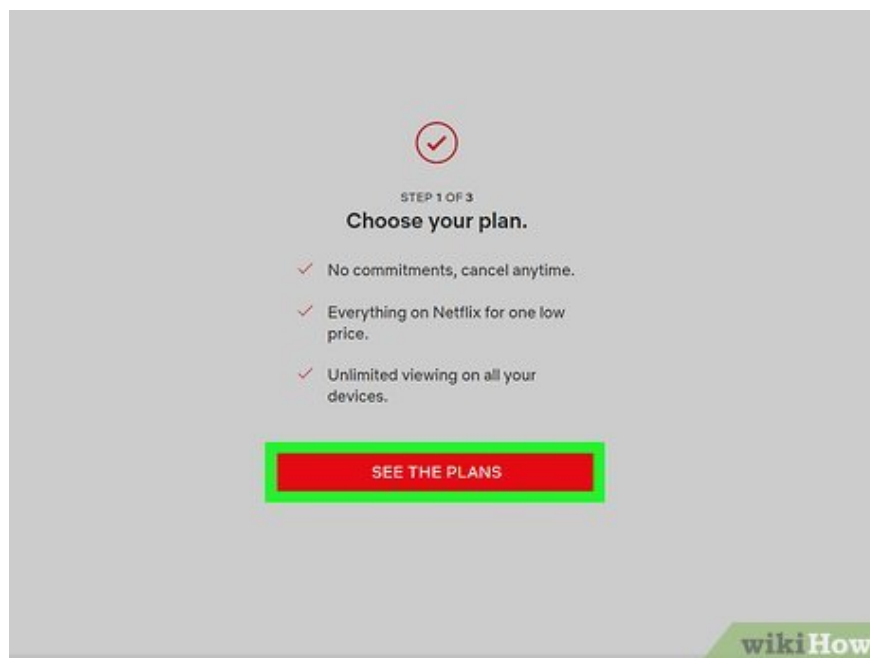 STEP 1 OF 3
Choose your plan.
No commitments, cancel anytime.
Everything on Netflix for one low
price.
Unlimited viewing on all your
devices.
SEE THE PLANS
wikiHow